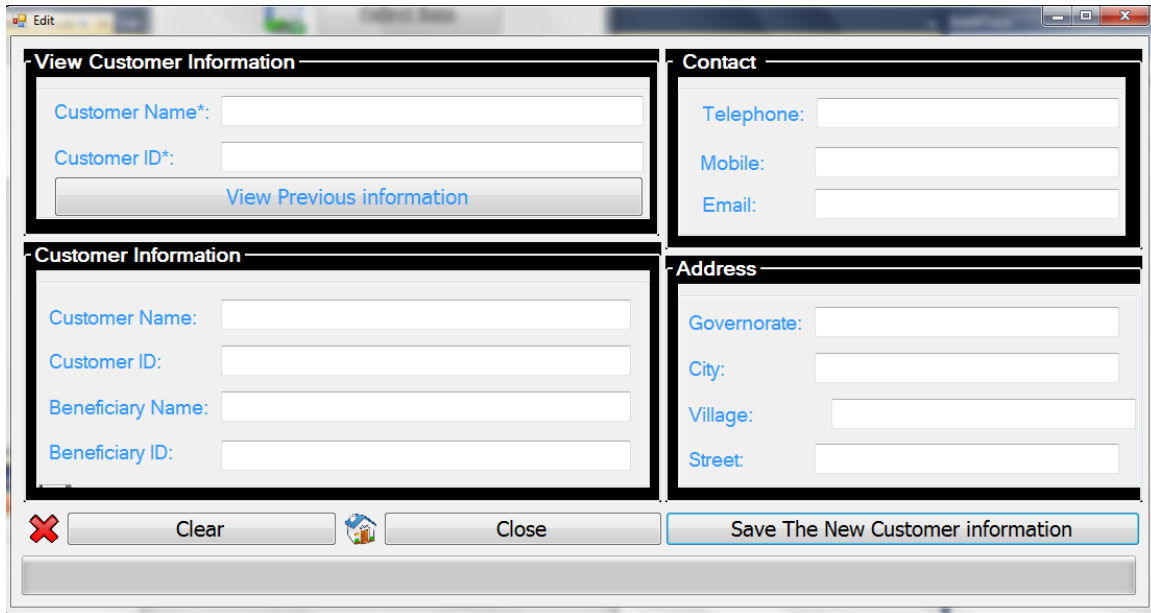 Edit
View Customer Information
Customer Name*:
Customer ID*:
View Previous information
Contact
Telephone:
Mobile:
Email:
Customer Information
Customer Name:
Customer ID:
Beneficiary Name:
Beneficiary ID:
Address
Governorate:
City:
Village:
Street:
Clear
Close
Save The New Customer information